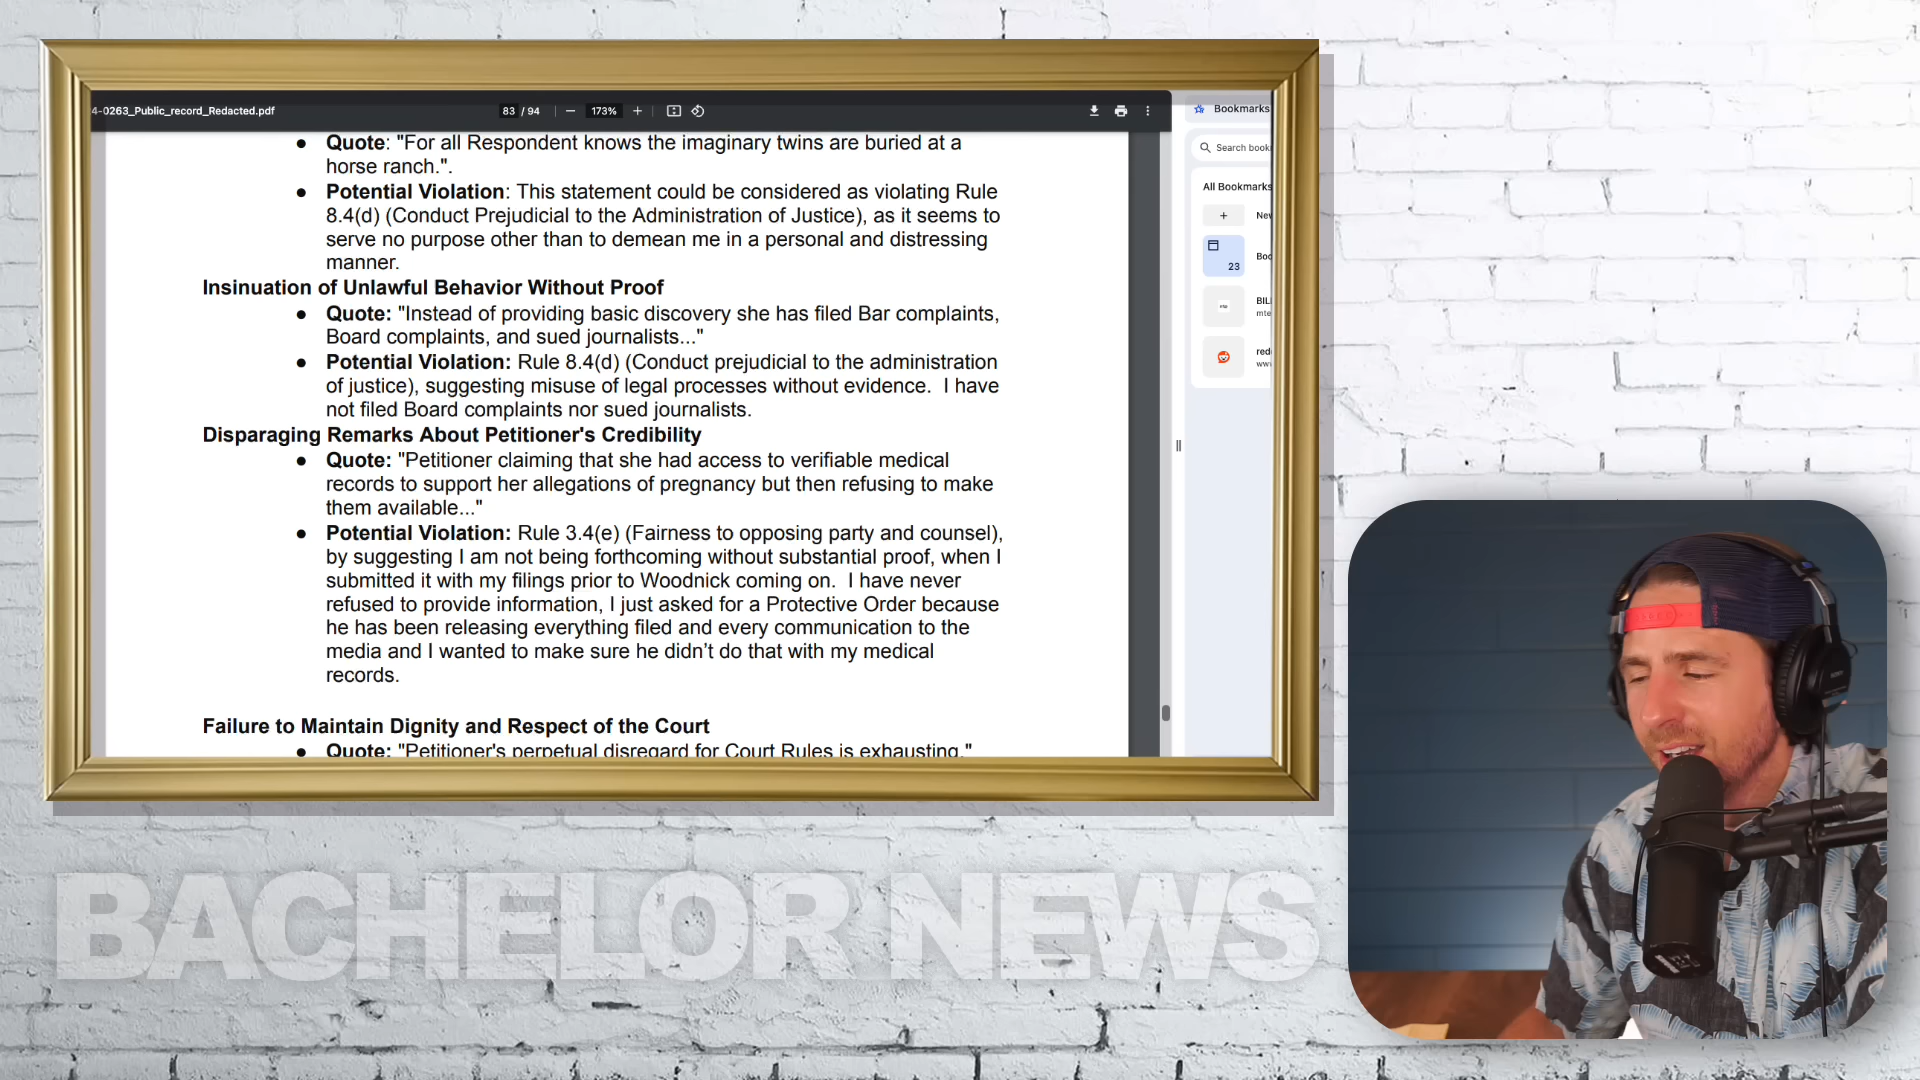 4-0263_Public_record_Redacted.pdf
83 / 94
173%
Bookmarks
Search book
All Bookmarks
New
Boo
23
BILI
mte
red
www
● Quote: "For all Respondent knows the imaginary twins are buried at a
horse ranch.".
● Potential Violation: This statement could be considered as violating Rule
8.4(d) (Conduct Prejudicial to the Administration of Justice), as it seems to
serve no purpose other than to demean me in a personal and distressing
manner.
Insinuation of Unlawful Behavior Without Proof
● Quote: "Instead of providing basic discovery she has filed Bar complaints,
Board complaints, and sued journalists..."
● Potential Violation: Rule 8.4(d) (Conduct prejudicial to the administration
of justice), suggesting misuse of legal processes without evidence. I have
not filed Board complaints nor sued journalists.
Disparaging Remarks About Petitioner's Credibility
● Quote: "Petitioner claiming that she had access to verifiable medical
records to support her allegations of pregnancy but then refusing to make
them available..."
● Potential Violation: Rule 3.4(e) (Fairness to opposing party and counsel),
by suggesting I am not being forthcoming without substantial proof, when I
submitted it with my filings prior to Woodnick coming on. I have never
refused to provide information, I just asked for a Protective Order because
he has been releasing everything filed and every communication to the
media and I wanted to make sure he didn’t do that with my medical
records.
Failure to Maintain Dignity and Respect of the Court
● Quote: "Petitioner's perpetual disregard for Court Rules is exhausting."
BACHELOR NEWS